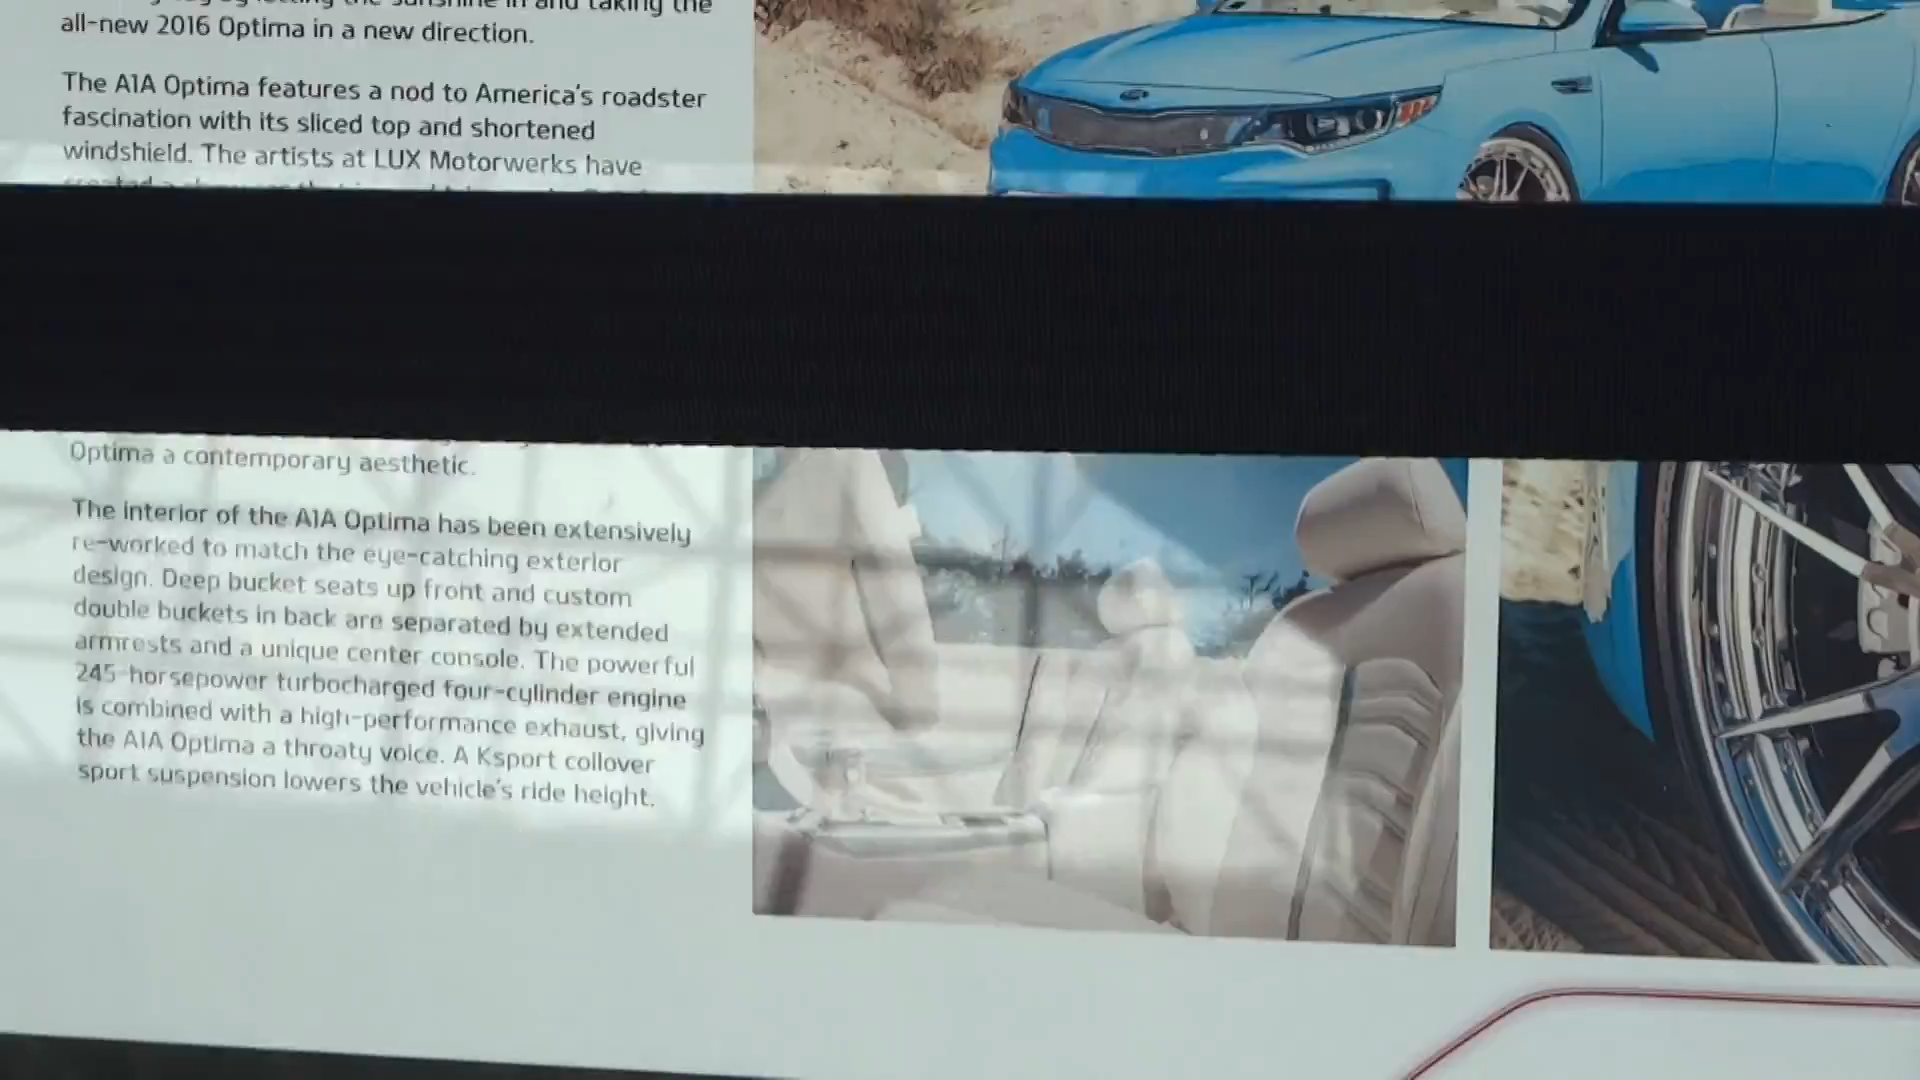 taking the
all-new 2016 Optima in a new direction.
The A1A Optima features a nod to America's roadster
fascination with its sliced top and shortened
windshield. The artists at LUX Motorwerks have
Optima a contemporary aesthetic.
The interior of the A1A Optima has been extensively
re-worked to match the eye-catching exterior
design. Deep bucket seats up front and custom
double buckets in back are separated by extended
armrests and a unique center console. The powerful
245-horsepower turbocharged four-cylinder engine
is combined with a high-performance exhaust, giving
the A1A Optima a throaty voice. A Ksport collover
sport suspension lowers the vehicle's ride height.